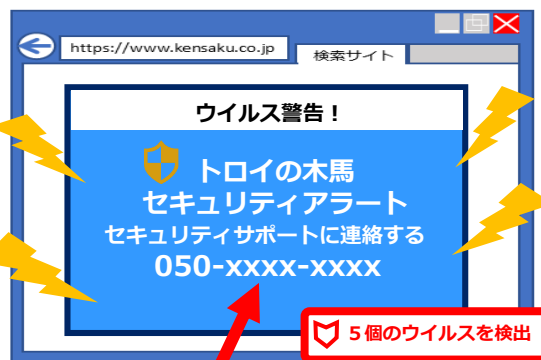 https://www.kensaku.co.jp
検索サイト
ウイルス警告！
トロイの木馬
セキュリティアラート
セキュリティサポートに連絡する
050-xxxx-xxxx
５個のウイルスを検出